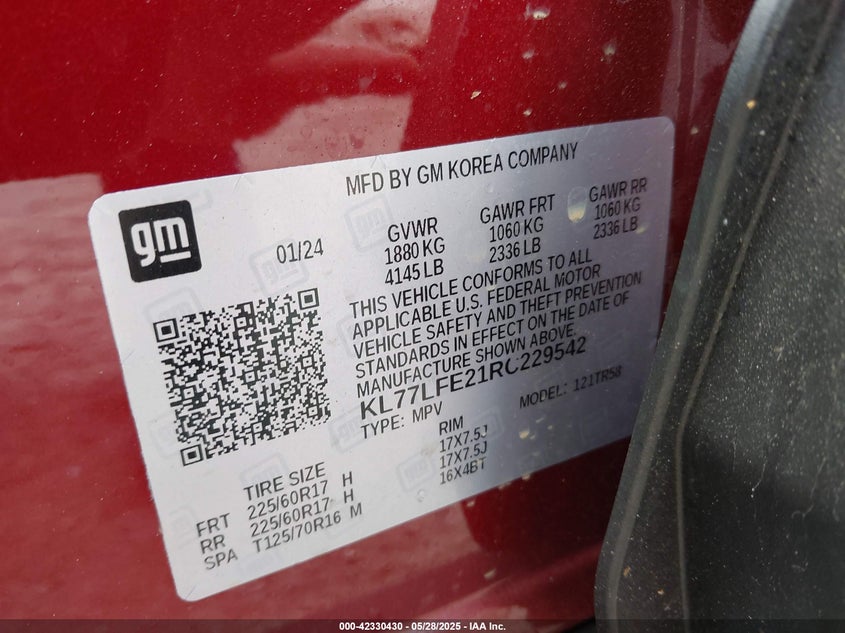 MFD BY GM KOREA COMPANY
gm
01/24
GVWR GAWR FRT GAWR RR
1880 KG 1060 KG 1060 KG
4145 LB 2336 LB 2336 LB
THIS VEHICLE CONFORMS TO ALL
APPLICABLE U.S. FEDERAL MOTOR
VEHICLE SAFETY AND THEFT PREVENTION
STANDARDS IN EFFECT ON THE DATE OF
MANUFACTURE SHOWN ABOVE.
KL77LFE21RC229542
TYPE: MPV MODEL: 121TR58
TIRE SIZE RIM
FRT 225/60R17 H 17X7.5J
RR 225/60R17 H 17X7.5J
SPA T125/70R16 M 16X4BT
000-42330430 - 05/28/2025 - IAA Inc.